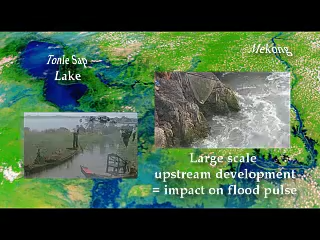 Tonle Sap —
Lake
Mekong
Large scale
upstream development
= impact on flood pulse